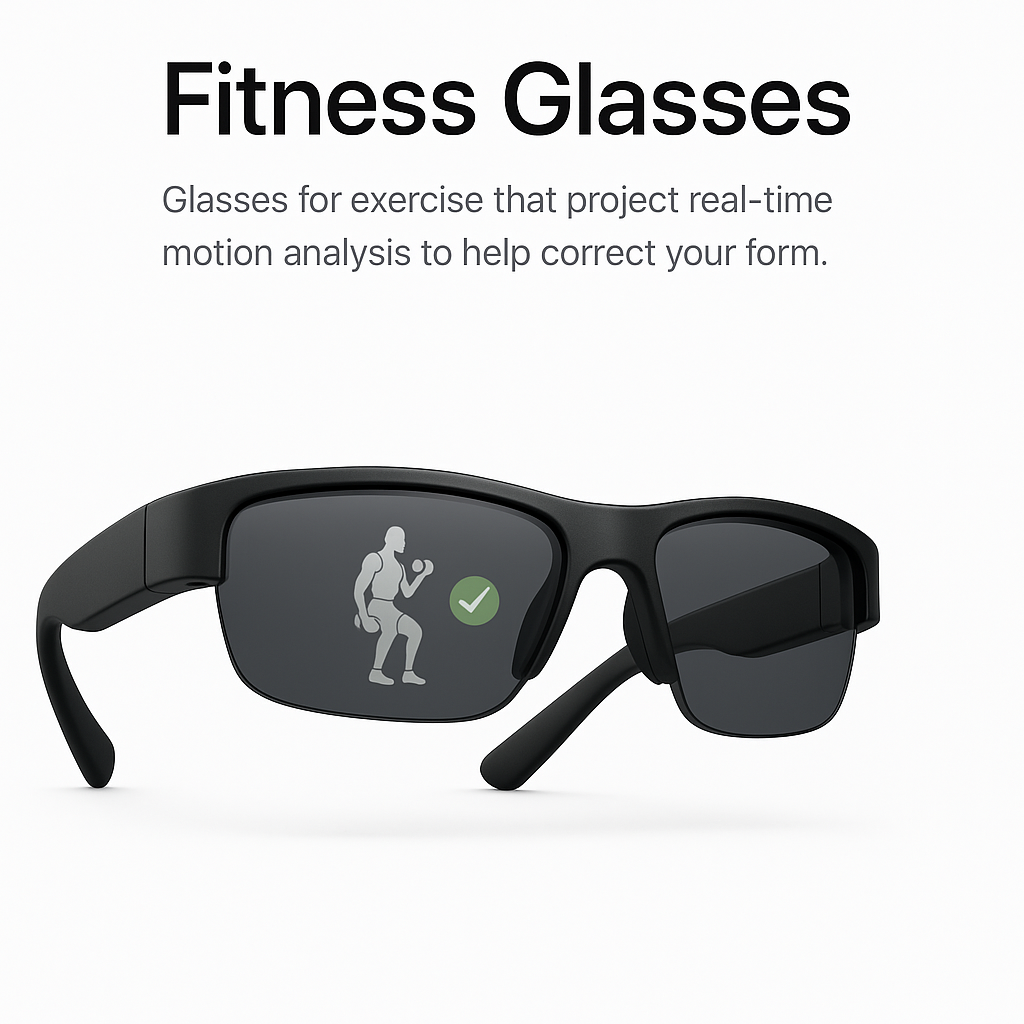 Fitness Glasses
Glasses for exercise that project real-time
motion analysis to help correct your form.